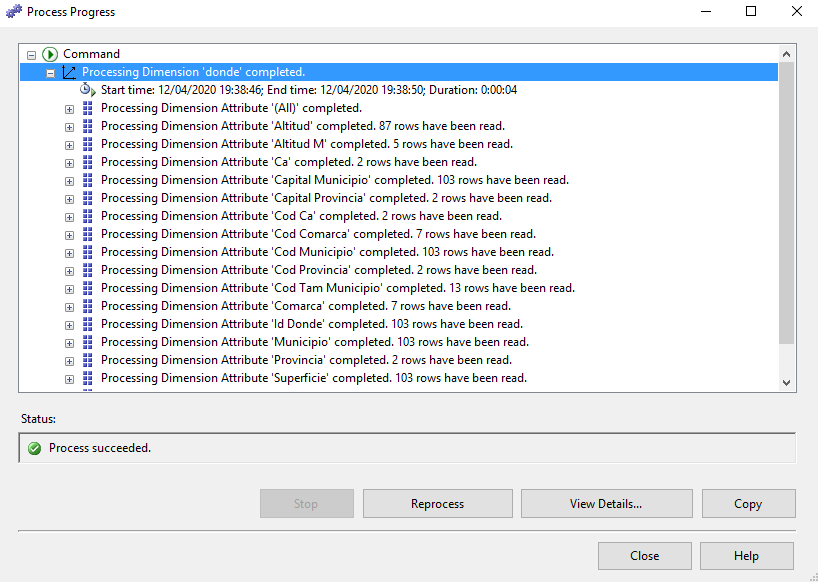 Process Progress
Command
Processing Dimension 'donde' completed.
Start time: 12/04/2020 19:38:46; End time: 12/04/2020 19:38:50; Duration: 0:00:04
Processing Dimension Attribute '(All)' completed.
Processing Dimension Attribute 'Altitud' completed. 87 rows have been read.
Processing Dimension Attribute 'Altitud M' completed. 5 rows have been read.
Processing Dimension Attribute 'Ca' completed. 2 rows have been read.
Processing Dimension Attribute 'Capital Municipio' completed. 103 rows have been read.
Processing Dimension Attribute 'Capital Provincia' completed. 2 rows have been read.
Processing Dimension Attribute 'Cod Ca' completed. 2 rows have been read.
Processing Dimension Attribute 'Cod Comarca' completed. 7 rows have been read.
Processing Dimension Attribute 'Cod Municipio' completed. 103 rows have been read.
Processing Dimension Attribute 'Cod Provincia' completed. 2 rows have been read.
Processing Dimension Attribute 'Cod Tam Municipio' completed. 13 rows have been read.
Processing Dimension Attribute 'Comarca' completed. 7 rows have been read.
Processing Dimension Attribute 'Id Donde' completed. 103 rows have been read.
Processing Dimension Attribute 'Municipio' completed. 103 rows have been read.
Processing Dimension Attribute 'Provincia' completed. 2 rows have been read.
Processing Dimension Attribute 'Superficie' completed. 103 rows have been read.
Status:
Process succeeded.
Stop Reprocess View Details... Copy
Close Help